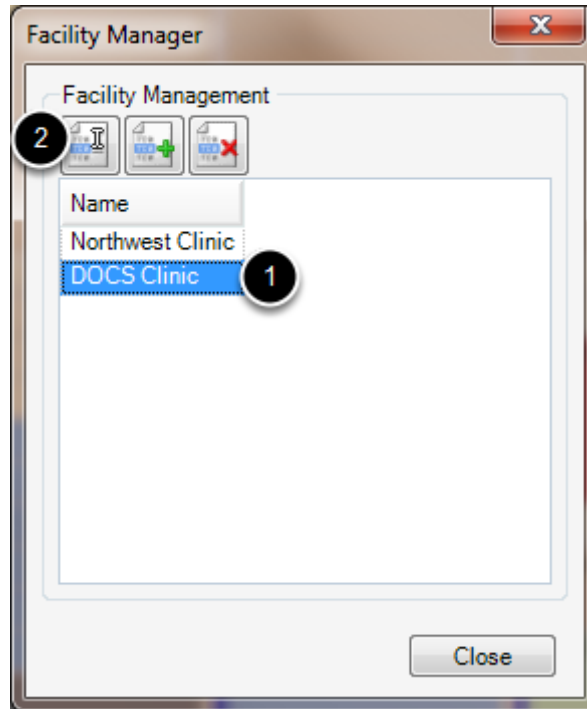 Facility Manager
Facility Management
2
Name
Northwest Clinic
DOCS Clinic
1
Close